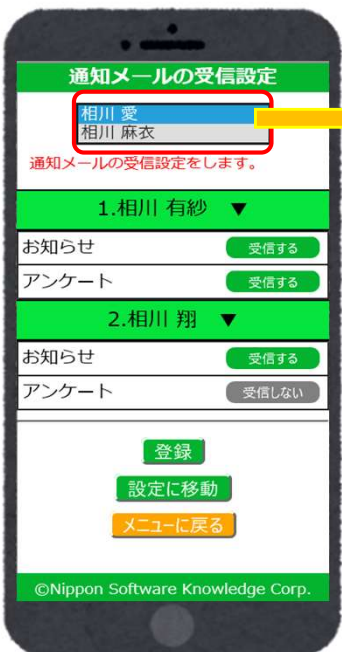 通知メールの受信設定
相川 愛
相川 麻衣
通知メールの受信設定をします。
1.相川 有紗 ▼
お知らせ 受信する
アンケート 受信する
2.相川 翔 ▼
お知らせ 受信する
アンケート 受信しない
登録
設定に移動
メニューに戻る
©Nippon Software Knowledge Corp.